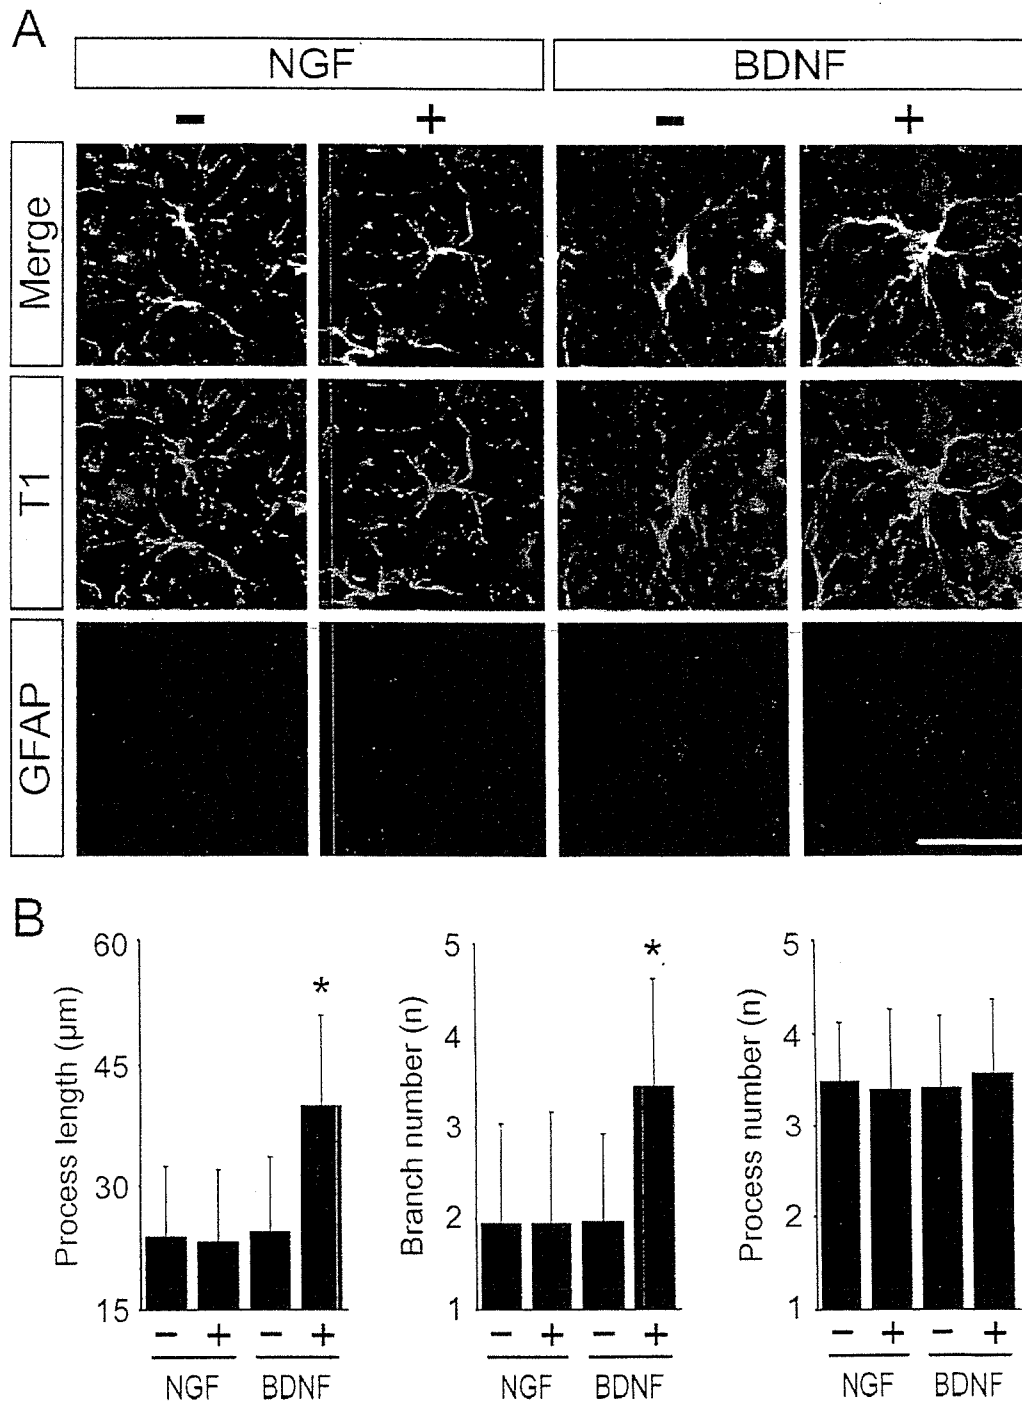 A
NGF BDNF
− + − +
Merge
T1
GFAP
B
Process length (μm)
60
45
30
15
− + − +
NGF BDNF
Branch number (n)
5
4
3
2
1
− + − +
NGF BDNF
Process number (n)
5
4
3
2
1
− + − +
NGF BDNF
*
*